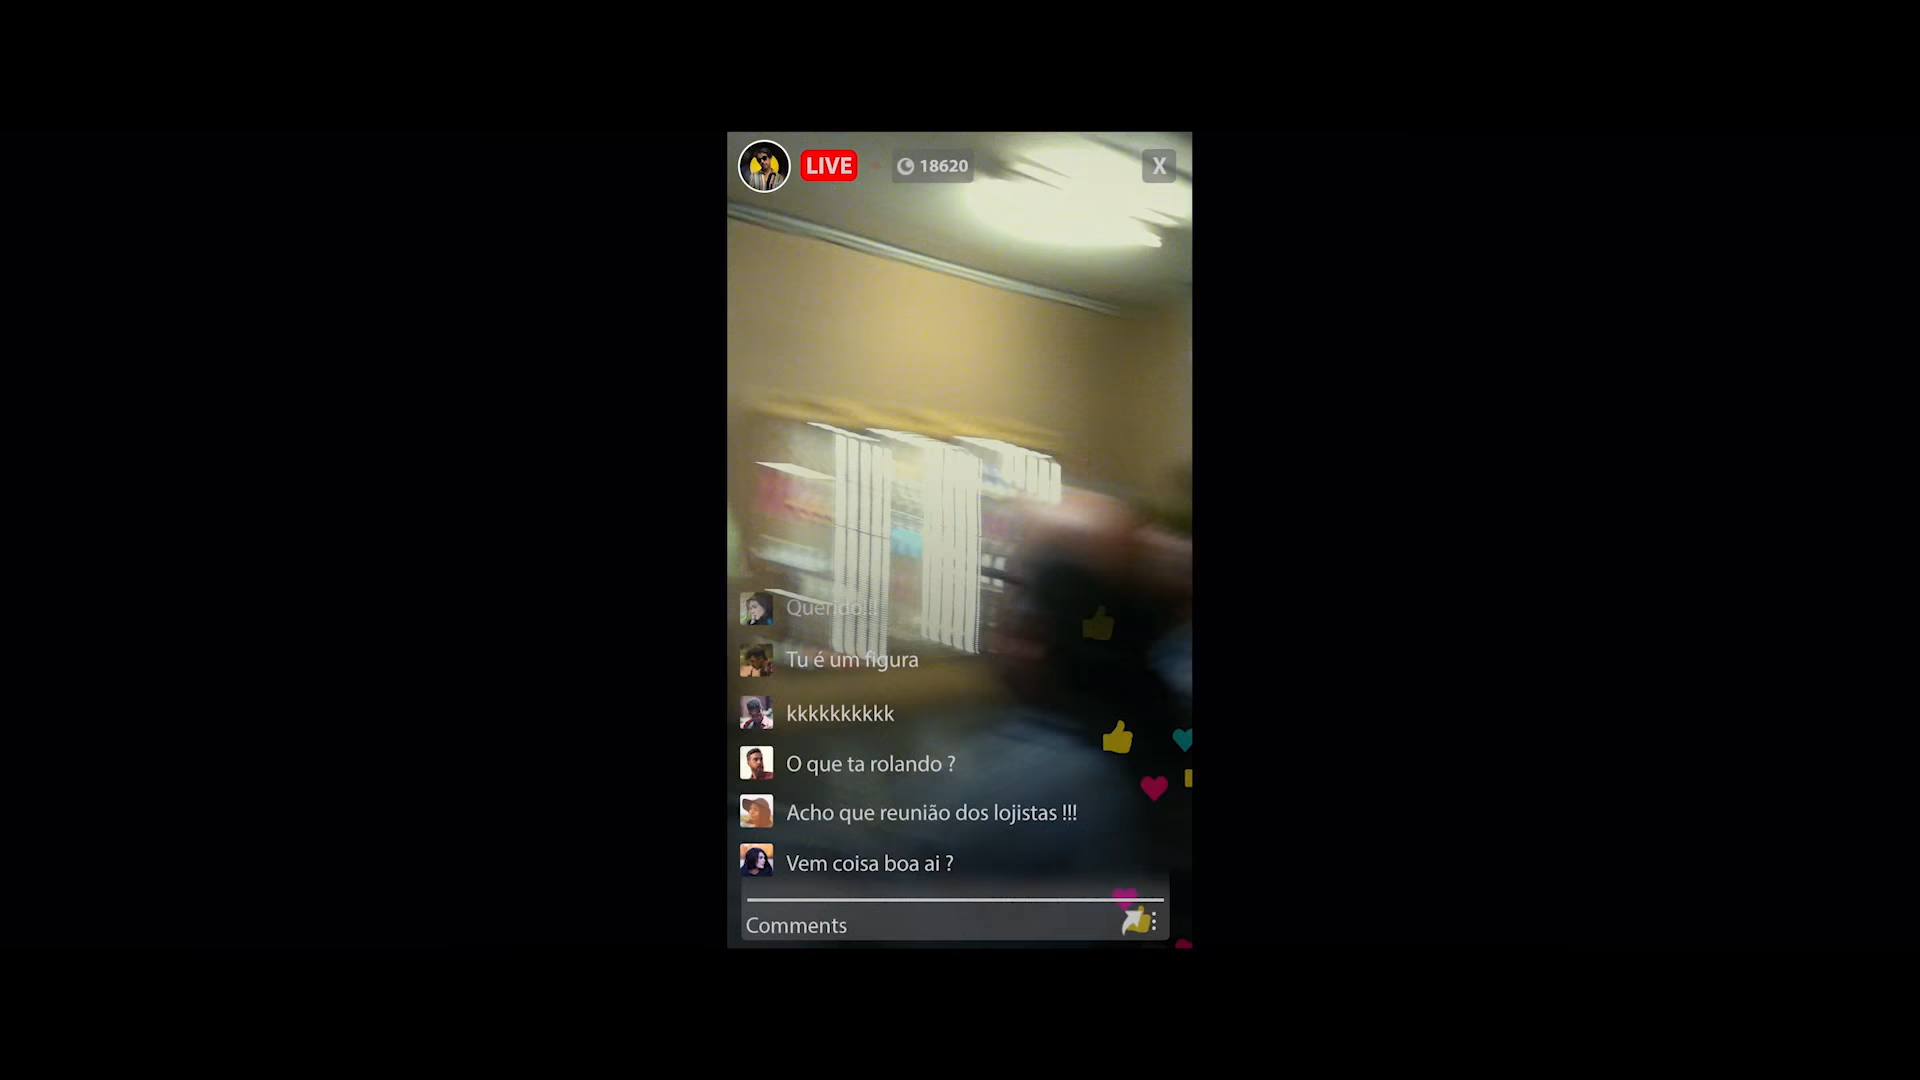 LIVE
18620
X
Querido!!!
Tu é um figura
kkkkkkkkkk
O que ta rolando ?
Acho que reunião dos lojistas !!!
Vem coisa boa ai ?
Comments